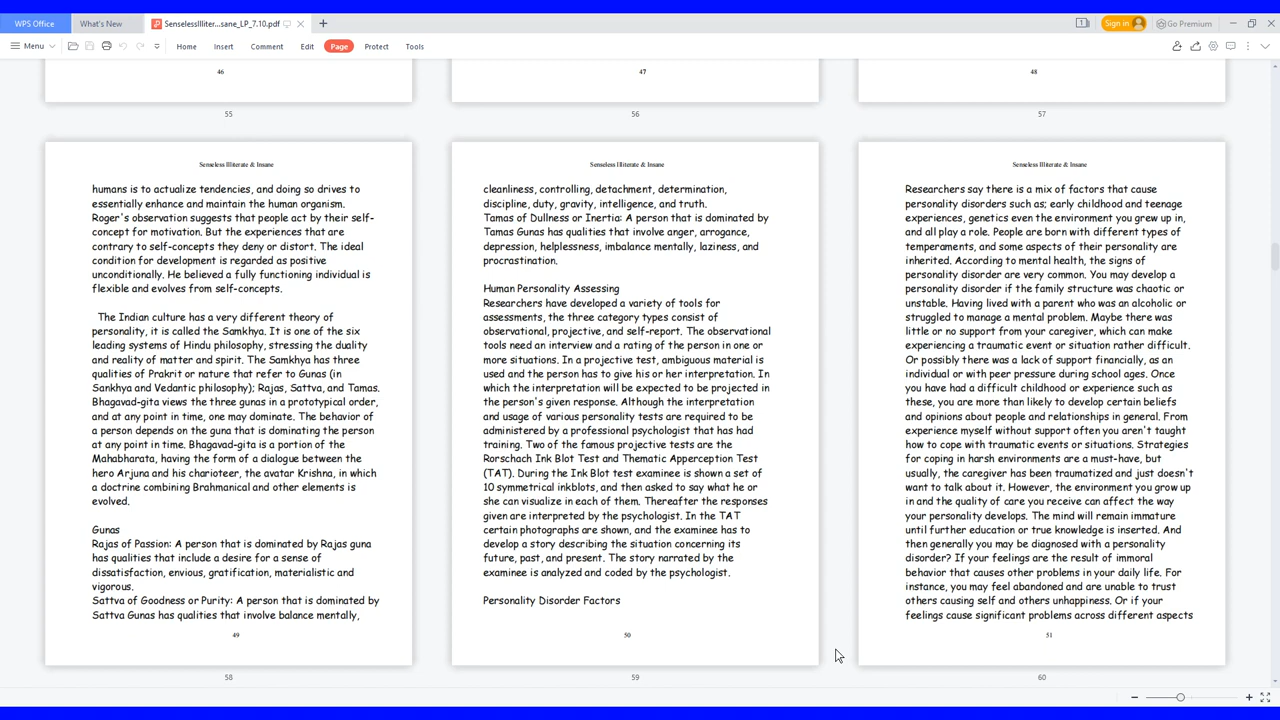 WPS Office
What's New
SenselessIlliter...sane_LP_7.10.pdf
Sign in
Go Premium
Menu
Home
Insert
Comment
Edit
Page
Protect
Tools
46
47
48
55
56
57
Senseless Illiterate & Insane
humans is to actualize tendencies, and doing so drives to
essentially enhance and maintain the human organism.
Roger's observation suggests that people act by their self-
concept for motivation. But the experiences that are
contrary to self-concepts they deny or distort. The ideal
condition for development is regarded as positive
unconditionally. He believed a fully functioning individual is
flexible and evolves from self-concepts.
The Indian culture has a very different theory of
personality, it is called the Samkhya. It is one of the six
leading systems of Hindu philosophy, stressing the duality
and reality of matter and spirit. The Samkhya has three
qualities of Prakrit or nature that refer to Gunas (in
Sankhya and Vedantic philosophy); Rajas, Sattva, and Tamas.
Bhagavad-gita views the three gunas in a prototypical order,
and at any point in time, one may dominate. The behavior of
a person depends on the guna that is dominating the person
at any point in time. Bhagavad-gita is a portion of the
Mahabharata, having the form of a dialogue between the
hero Arjuna and his charioteer, the avatar Krishna, in which
a doctrine combining Brahmanical and other elements is
evolved.
Gunas
Rajas of Passion: A person that is dominated by Rajas guna
has qualities that include a desire for a sense of
dissatisfaction, envious, gratification, materialistic and
vigorous.
Sattva of Goodness or Purity: A person that is dominated by
Sattva Gunas has qualities that involve balance mentally,
49
58
Senseless Illiterate & Insane
cleanliness, controlling, detachment, determination,
discipline, duty, gravity, intelligence, and truth.
Tamas of Dullness or Inertia: A person that is dominated by
Tamas Gunas has qualities that involve anger, arrogance,
depression, helplessness, imbalance mentally, laziness, and
procrastination.
Human Personality Assessing
Researchers have developed a variety of tools for
assessments, the three category types consist of
observational, projective, and self-report. The observational
tools need an interview and a rating of the person in one or
more situations. In a projective test, ambiguous material is
used and the person has to give his or her interpretation. In
which the interpretation will be expected to be projected in
the person's given response. Although the interpretation
and usage of various personality tests are required to be
administered by a professional psychologist that has had
training. Two of the famous projective tests are the
Rorschach Ink Blot Test and Thematic Apperception Test
(TAT). During the Ink Blot test examinee is shown a set of
10 symmetrical inkblots, and then asked to say what he or
she can visualize in each of them. Thereafter the responses
given are interpreted by the psychologist. In the TAT
certain photographs are shown, and the examinee has to
develop a story describing the situation concerning its
future, past, and present. The story narrated by the
examinee is analyzed and coded by the psychologist.
Personality Disorder Factors
50
59
Senseless Illiterate & Insane
Researchers say there is a mix of factors that cause
personality disorders such as; early childhood and teenage
experiences, genetics even the environment you grew up in,
and all play a role. People are born with different types of
temperaments, and some aspects of their personality are
inherited. According to mental health, the signs of
personality disorder are very common. You may develop a
personality disorder if the family structure was chaotic or
unstable. Having lived with a parent who was an alcoholic or
struggled to manage a mental problem. Maybe there was
little or no support from your caregiver, which can make
experiencing a traumatic event or situation rather difficult.
Or possibly there was a lack of support financially, as an
individual or with peer pressure during school ages. Once
you have had a difficult childhood or experience such as
these, you are more than likely to develop certain beliefs
and opinions about people and relationships in general. From
experience myself without support often you aren't taught
how to cope with traumatic events or situations. Strategies
for coping in harsh environments are a must-have, but
usually, the caregiver has been traumatized and just doesn't
want to talk about it. However, the environment you grow up
in and the quality of care you receive can affect the way
your personality develops. The mind will remain immature
until further education or true knowledge is inserted. And
then generally you may be diagnosed with a personality
disorder? If your feelings are the result of immoral
behavior that causes other problems in your daily life. For
instance, you may feel abandoned and are unable to trust
others causing self and others unhappiness. Or if your
feelings cause significant problems across different aspects
51
60